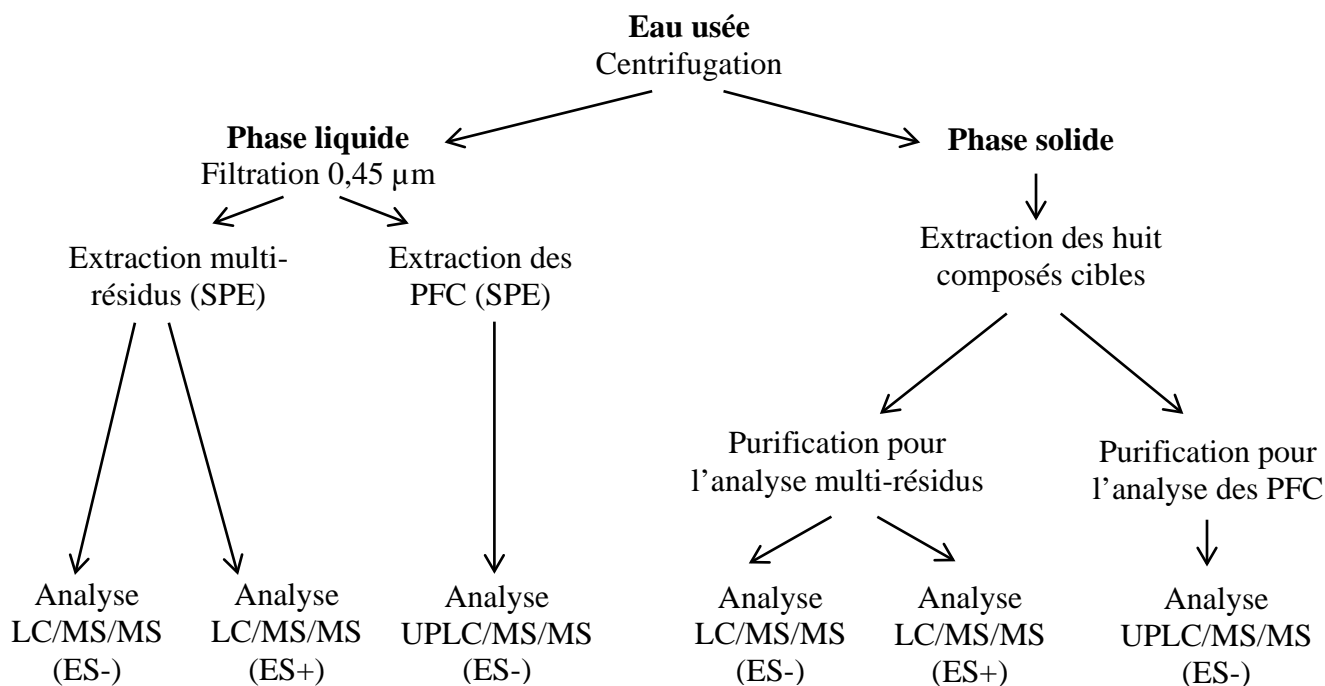 Eau usée
Centrifugation
Phase liquide
Filtration 0,45 µm
Phase solide
Extraction multi-
résidus (SPE)
Extraction des
PFC (SPE)
Extraction des huit
composés cibles
Purification pour
l’analyse multi-résidus
Purification pour
l’analyse des PFC
Analyse
LC/MS/MS
(ES-)
Analyse
LC/MS/MS
(ES+)
Analyse
UPLC/MS/MS
(ES-)
Analyse
LC/MS/MS
(ES-)
Analyse
LC/MS/MS
(ES+)
Analyse
UPLC/MS/MS
(ES-)